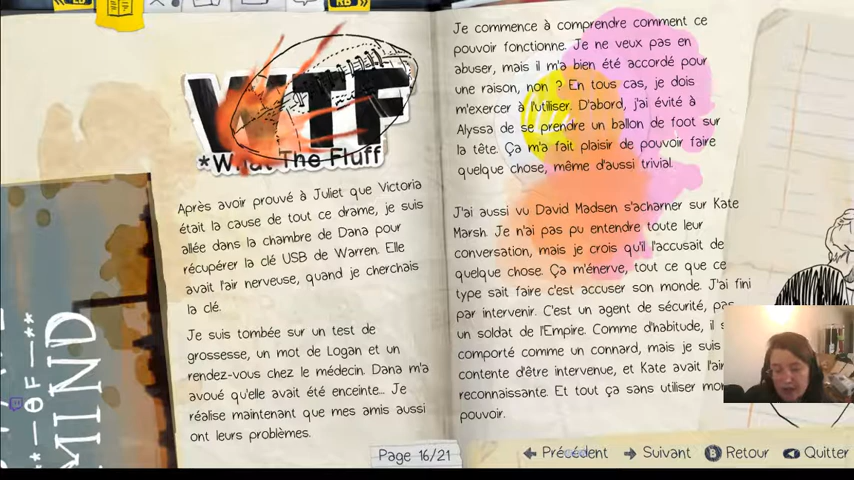 LB
RB
WTF
*What The Fluff
Après avoir prouvé à Juliet que Victoria
était la cause de tout ce drame, je suis
allée dans la chambre de Dana pour
récupérer la clé USB de Warren. Elle
avait l'air nerveuse, quand je cherchais
la clé.
Je suis tombée sur un test de
grossesse, un mot de Logan et un
rendez-vous chez le médecin. Dana m'a
avoué qu'elle avait été enceinte... Je
réalise maintenant que mes amis aussi
ont leurs problèmes.
OF
MIND
Je commence à comprendre comment ce
pouvoir fonctionne. Je ne veux pas en
abuser, mais il m'a bien été accordé pour
une raison, non ? En tous cas, je dois
m'exercer à l'utiliser. D'abord, j'ai évité à
Alyssa de se prendre un ballon de foot sur
la tête. Ça m'a fait plaisir de pouvoir faire
quelque chose, même d'aussi trivial.
J'ai aussi vu David Madsen s'acharner sur Kate
Marsh. Je n'ai pas pu entendre toute leur
conversation, mais je crois qu'il l'accusait de
quelque chose. Ça m'énerve, tout ce que ce
type sait faire c'est accuser son monde. J'ai fini
par intervenir. C'est un agent de sécurité, pas
un soldat de l'Empire. Comme d'habitude, il s
comporté comme un connard, mais je suis
contente d'être intervenue, et Kate avait l'air
reconnaissante. Et tout ça sans utiliser mon
pouvoir.
Page 16/21
Précédent
Suivant
B Retour
Quitter